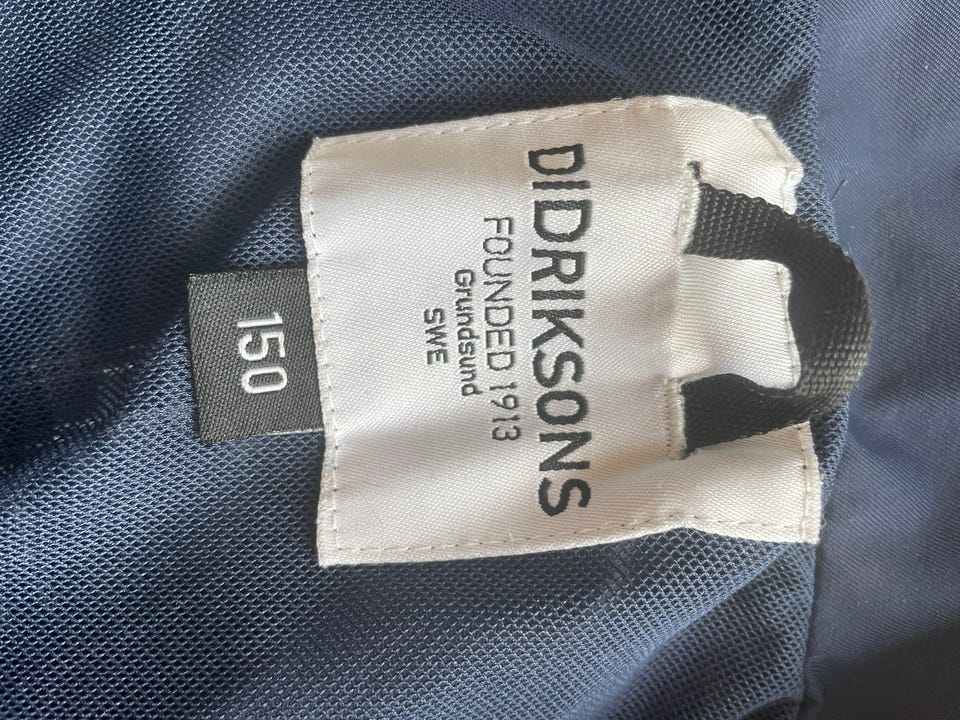 DIDRIKSONS
FOUNDED 1913
Grundsund
SWE
150